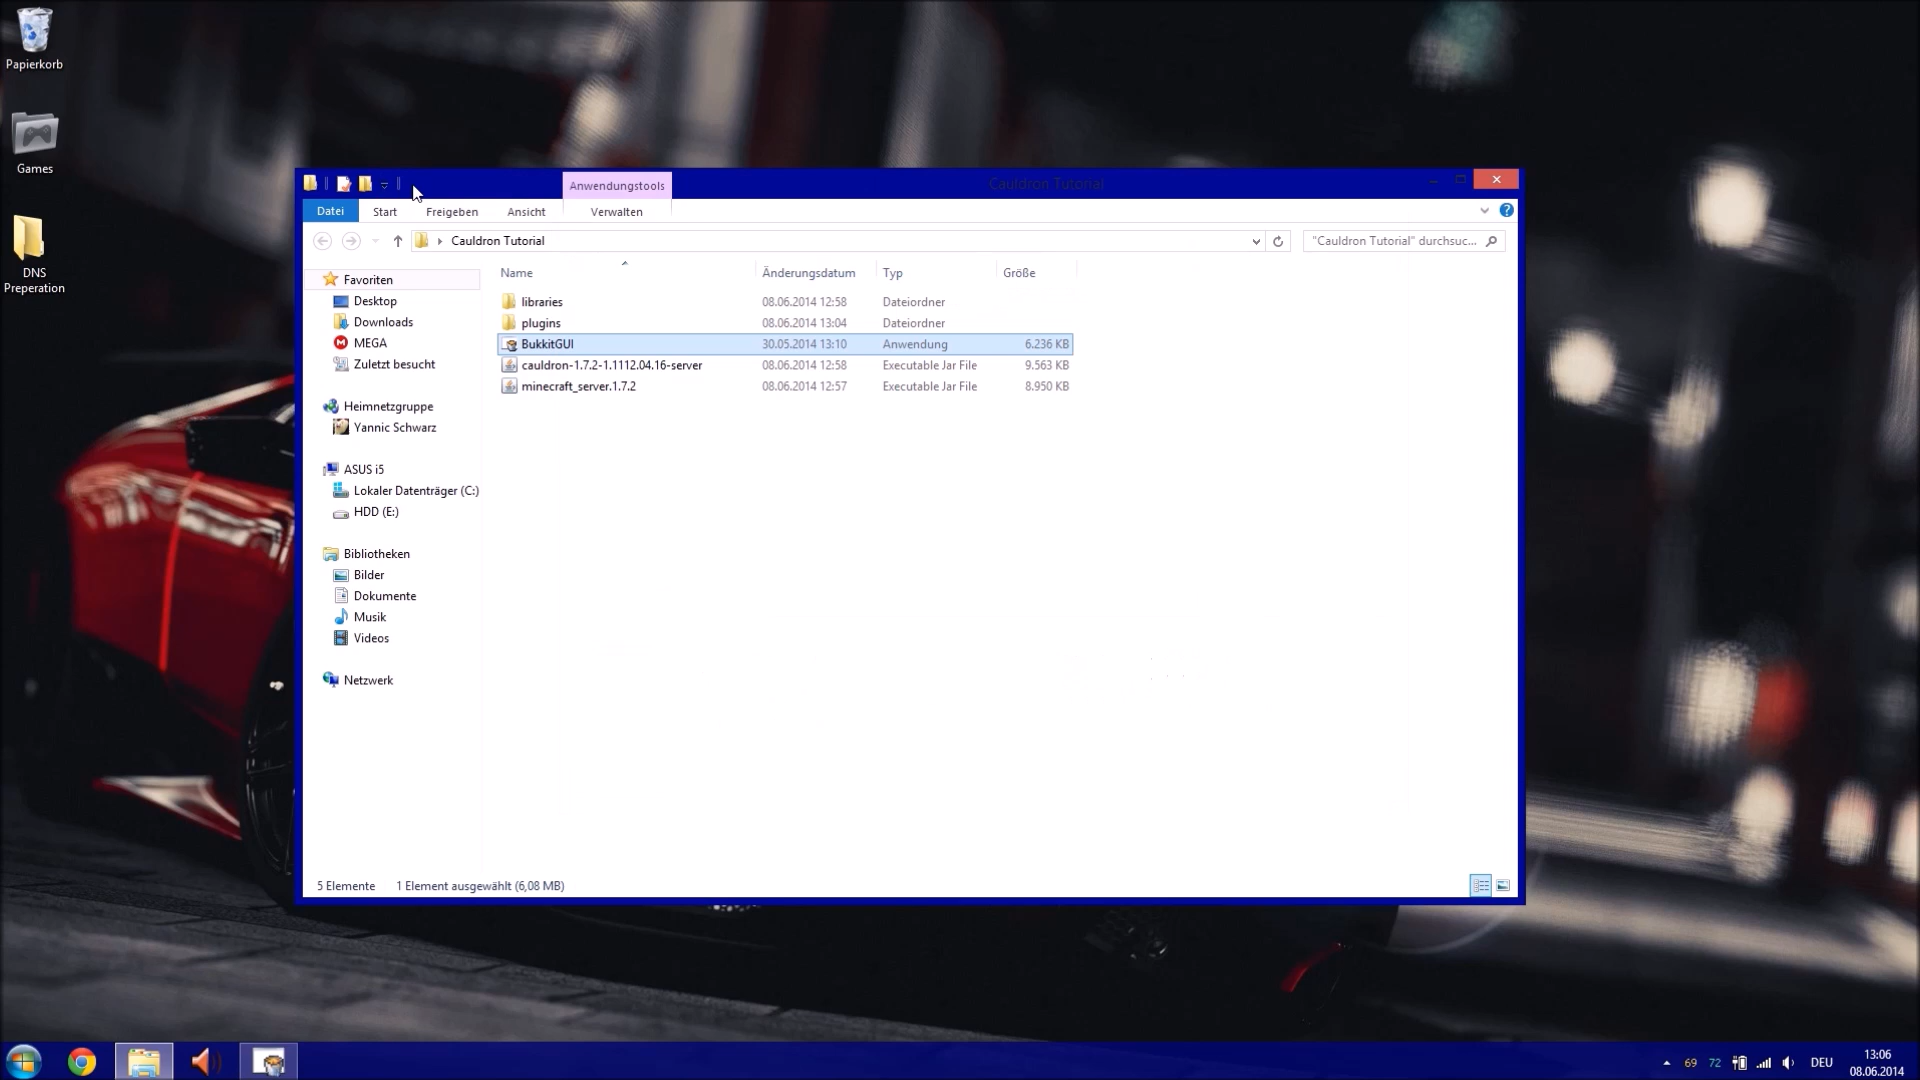 Papierkorb
Games
DNS
Preperation
Anwendungstools
Cauldron Tutorial
Datei Start Freigeben Ansicht Verwalten
Cauldron Tutorial
"Cauldron Tutorial" durchsuc...
Name Änderungsdatum Typ Größe
libraries 08.06.2014 12:58 Dateiordner
plugins 08.06.2014 13:04 Dateiordner
BukkitGUI 30.05.2014 13:10 Anwendung 6.236 KB
cauldron-1.7.2-1.1112.04.16-server 08.06.2014 12:58 Executable Jar File 9.563 KB
minecraft_server.1.7.2 08.06.2014 12:57 Executable Jar File 8.950 KB
Favoriten
Desktop
Downloads
MEGA
Zuletzt besucht
Heimnetzgruppe
Yannic Schwarz
ASUS i5
Lokaler Datenträger (C:)
HDD (E:)
Bibliotheken
Bilder
Dokumente
Musik
Videos
Netzwerk
5 Elemente 1 Element ausgewählt (6,08 MB)
69 72 DEU 13:06
08.06.2014